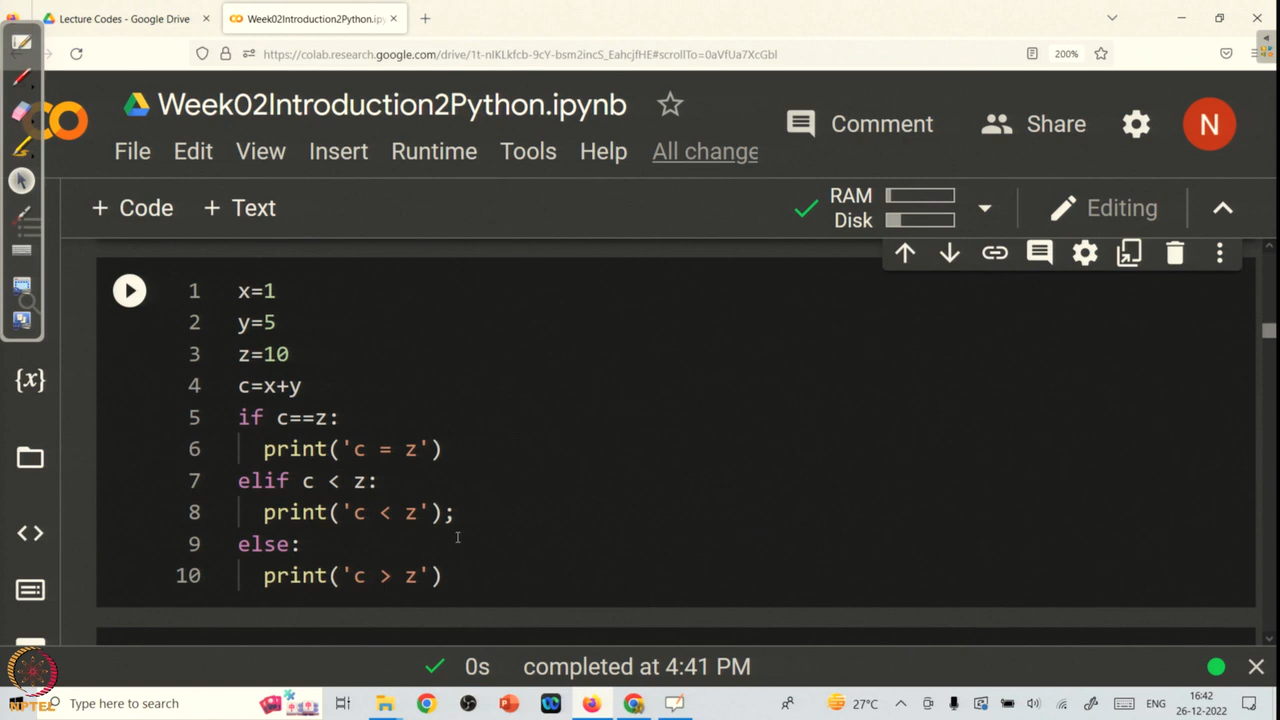 Lecture Codes - Google Drive
Week02Introduction2Python.ipy
https://colab.research.google.com/drive/1t-nIKLkfcb-9cY-bsm2incS_EahcjfHE#scrollTo=0aVfUa7XcGbl
200%
Week02Introduction2Python.ipynb
Comment
Share
N
File Edit View Insert Runtime Tools Help All change
+ Code + Text
RAM
Disk
Editing
1 x=1
2 y=5
3 z=10
4 c=x+y
5 if c==z:
6 print('c = z')
7 elif c < z:
8 print('c < z');
9 else:
10 print('c > z')
{x}
0s completed at 4:41 PM
NPTEL
Type here to search
27°C
ENG
16:42
26-12-2022